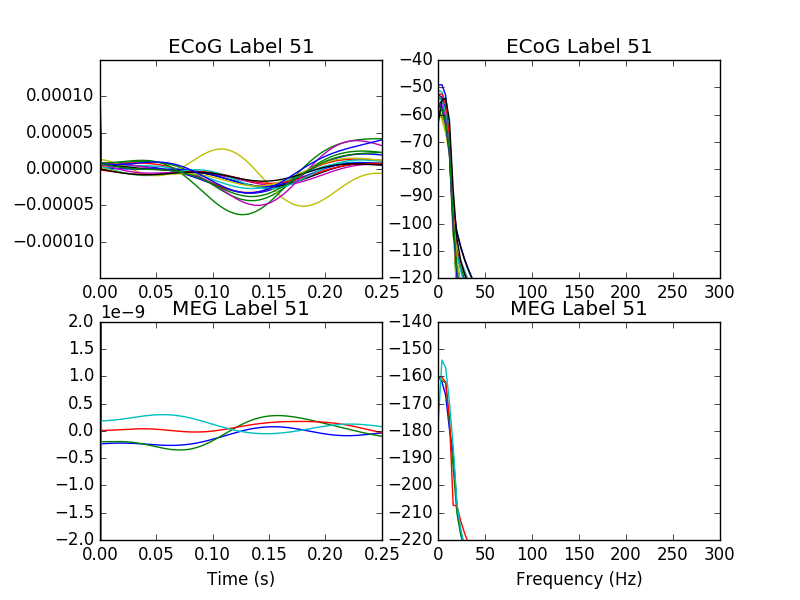 ECoG Label 51
0.00010
0.00005
0.00000
−0.00005
−0.00010
0.00 0.05 0.10 0.15 0.20 0.25
ECoG Label 51
−40
−50
−60
−70
−80
−90
−100
−110
−120
0 50 100 150 200 250 300
MEG Label 51
1e−9
2.0
1.5
1.0
0.5
0.0
−0.5
−1.0
−1.5
−2.0
0.00 0.05 0.10 0.15 0.20 0.25
Time (s)
MEG Label 51
−140
−150
−160
−170
−180
−190
−200
−210
−220
0 50 100 150 200 250 300
Frequency (Hz)